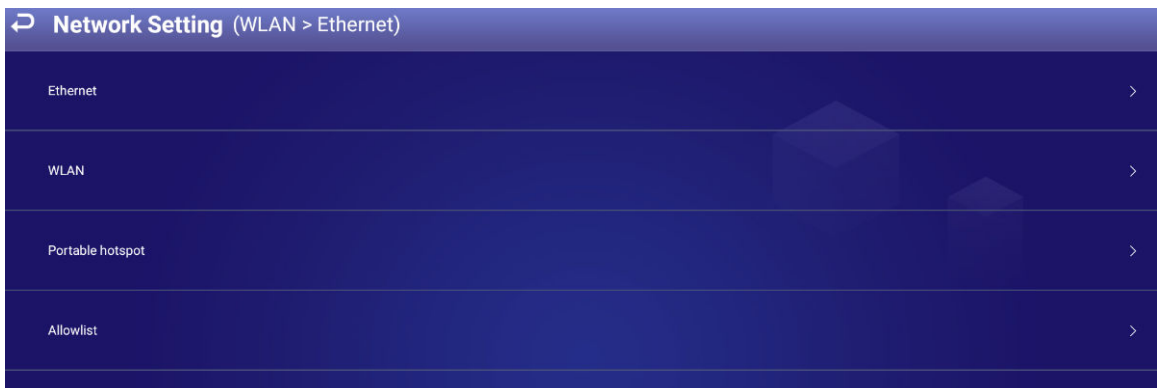 Network Setting (WLAN > Ethernet)
Ethernet
WLAN
Portable hotspot
Allowlist